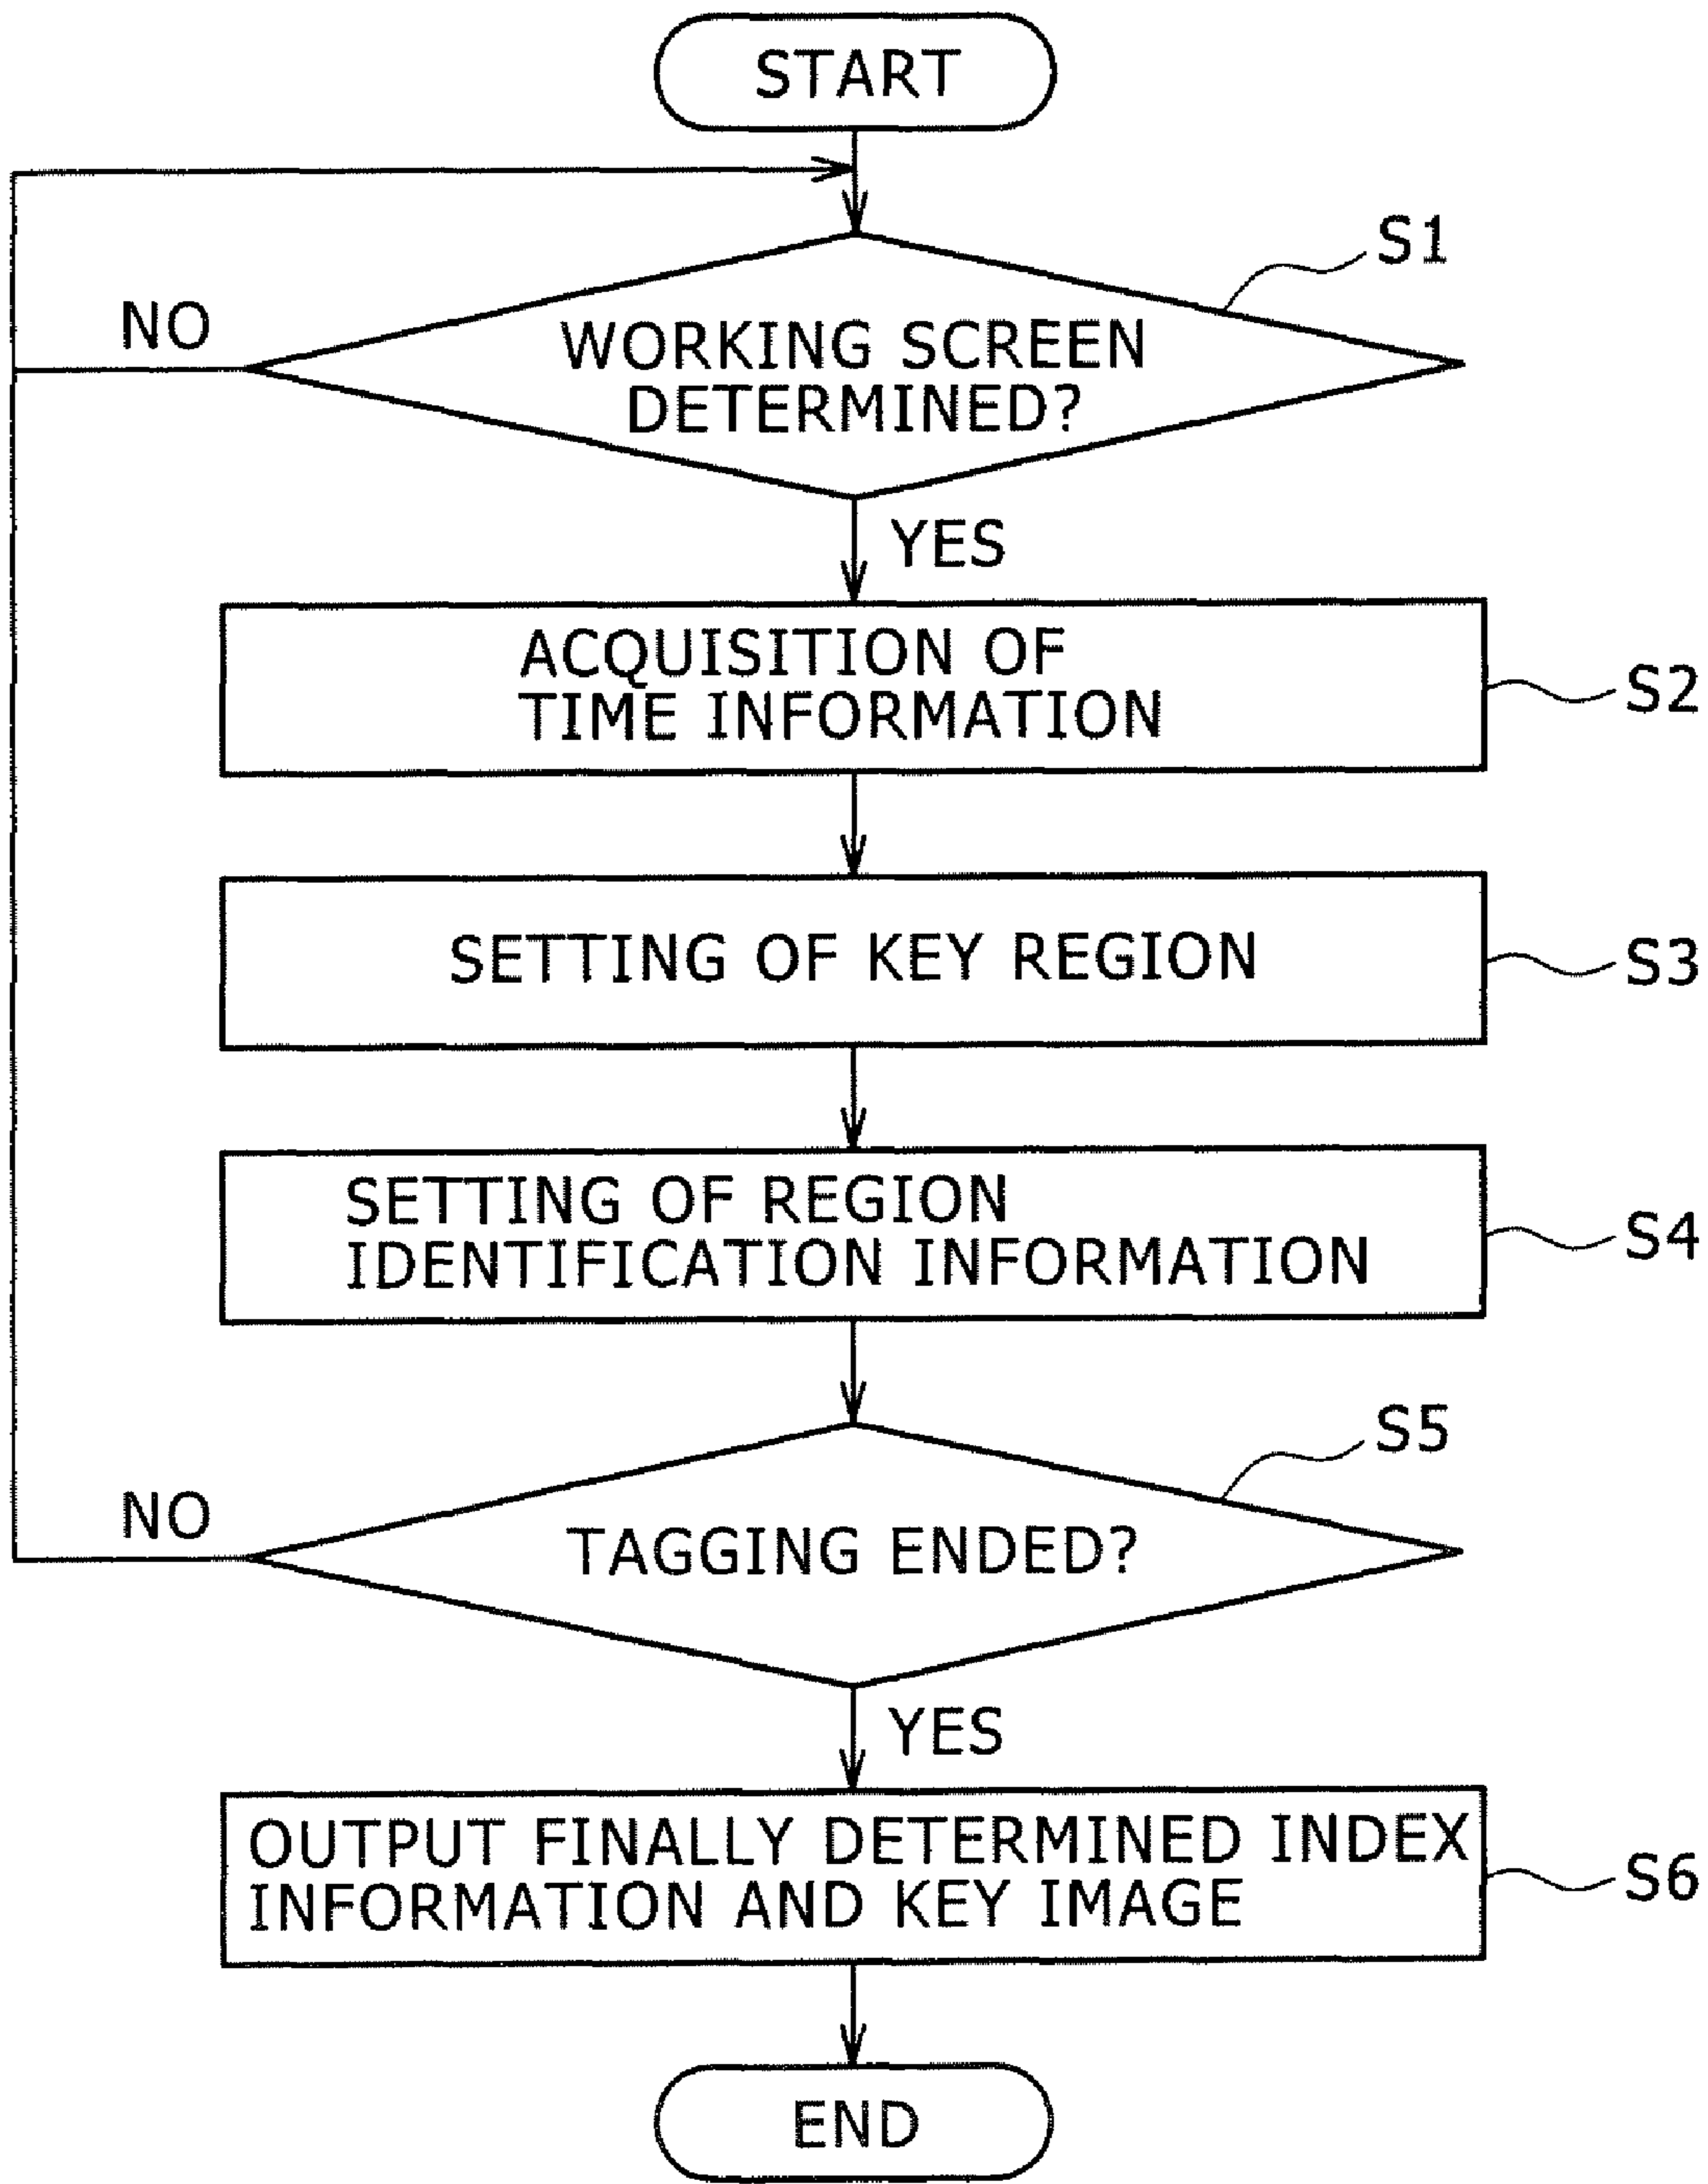 START
S1
NO
WORKING SCREEN
DETERMINED?
YES
ACQUISITION OF
TIME INFORMATION
S2
SETTING OF KEY REGION
S3
SETTING OF REGION
IDENTIFICATION INFORMATION
S4
S5
NO
TAGGING ENDED?
YES
OUTPUT FINALLY DETERMINED INDEX
INFORMATION AND KEY IMAGE
S6
END